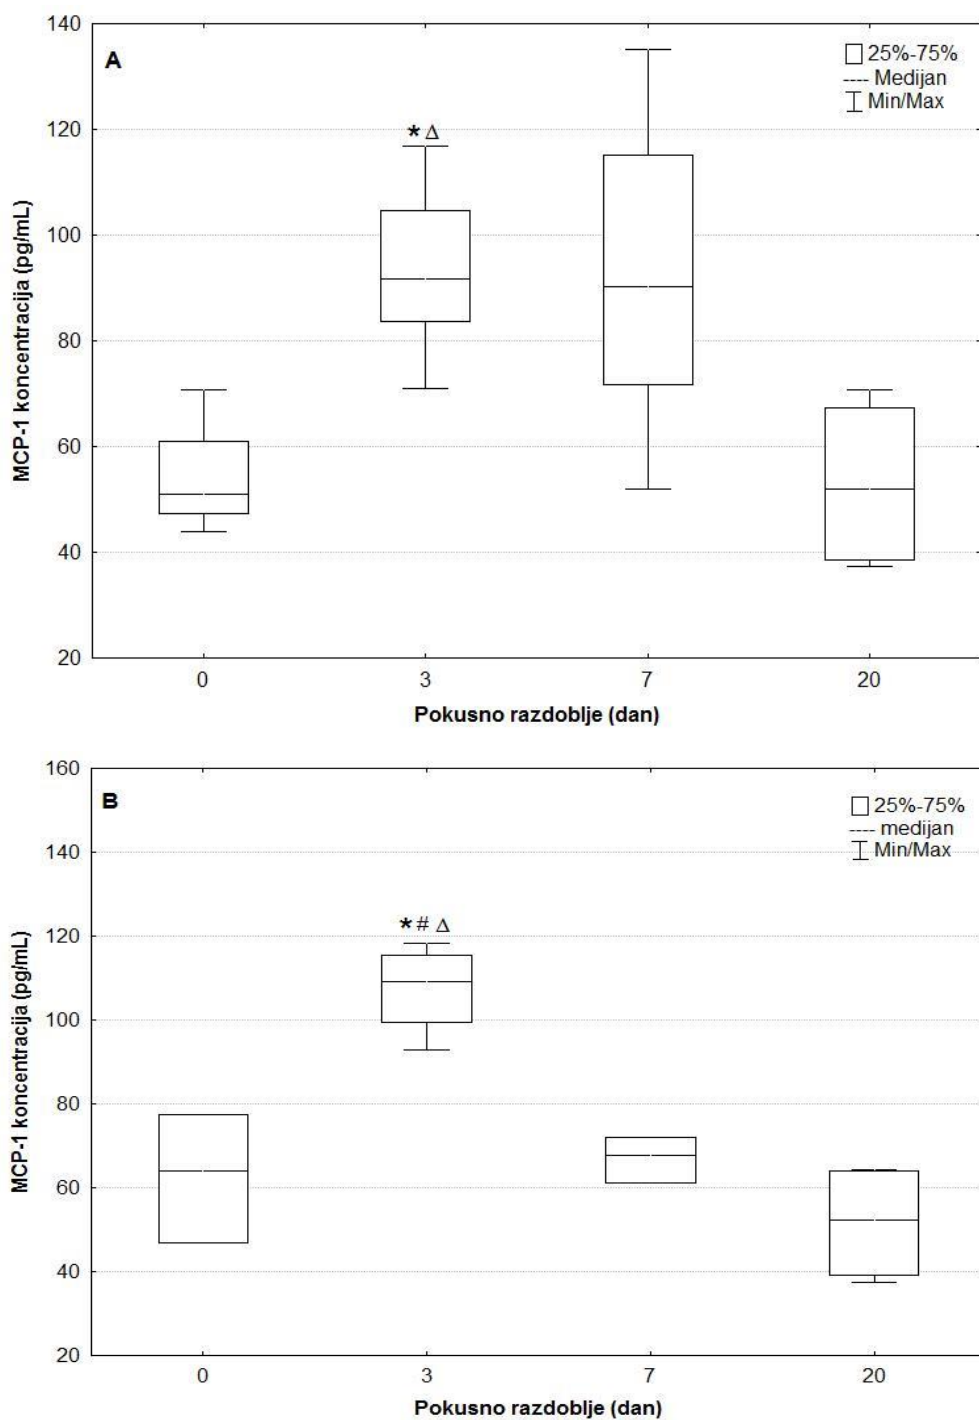 140
120
100
80
60
40
20
MCP-1 koncentracija (pg/mL)
A
25%-75%
---- Medijan
Min/Max
* Δ
0 3 7 20
Pokusno razdoblje (dan)
160
140
120
100
80
60
40
20
MCP-1 koncentracija (pg/mL)
B
25%-75%
---- medijan
Min/Max
* # Δ
0 3 7 20
Pokusno razdoblje (dan)